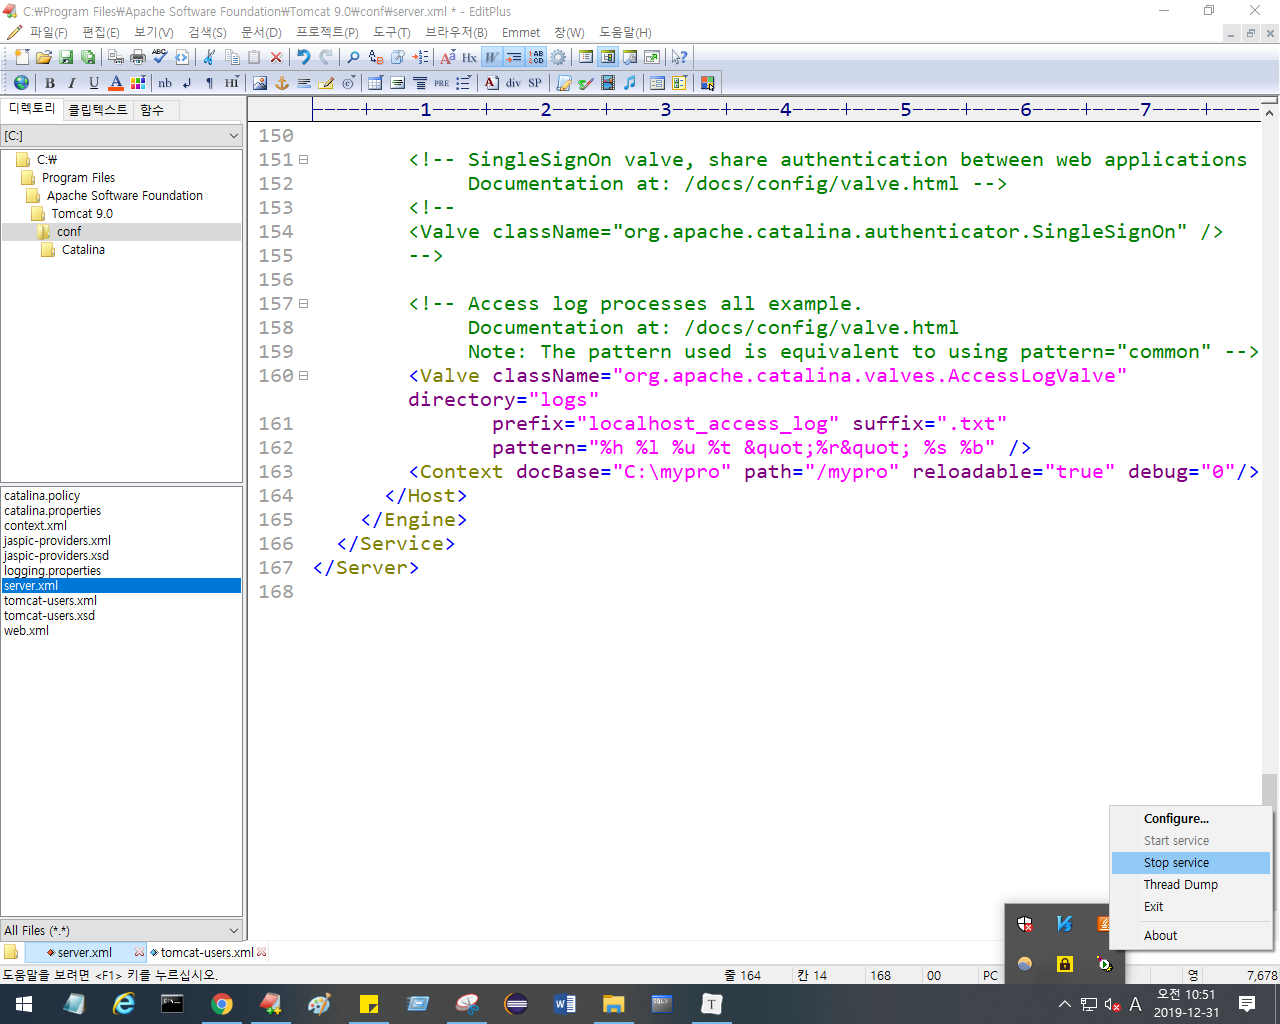 C:₩Program Files₩Apache Software Foundation₩Tomcat 9.0₩conf₩server.xml * - EditPlus
파일(F) 편집(E) 보기(V) 검색(S) 문서(D) 프로젝트(P) 도구(T) 브라우저(B) Emmet 창(W) 도움말(H)
B I U A nb ¶ HI PRE A div SP
디렉토리 클립텍스트 함수
[C:]
C:₩
Program Files
Apache Software Foundation
Tomcat 9.0
conf
Catalina
catalina.policy
catalina.properties
context.xml
jaspic-providers.xml
jaspic-providers.xsd
logging.properties
server.xml
tomcat-users.xml
tomcat-users.xsd
web.xml
All Files (*.*)
----+----1----+----2----+----3----+----4----+----5----+----6----+----7----+----
150
151 <!-- SingleSignOn valve, share authentication between web applications
152 Documentation at: /docs/config/valve.html -->
153 <!--
154 <Valve className="org.apache.catalina.authenticator.SingleSignOn" />
155 -->
156
157 <!-- Access log processes all example.
158 Documentation at: /docs/config/valve.html
159 Note: The pattern used is equivalent to using pattern="common" -->
160 <Valve className="org.apache.catalina.valves.AccessLogValve"
directory="logs"
161 prefix="localhost_access_log" suffix=".txt"
162 pattern="%h %l %u %t &quot;%r&quot; %s %b" />
163 <Context docBase="C:\mypro" path="/mypro" reloadable="true" debug="0"/>
164 </Host>
165 </Engine>
166 </Service>
167 </Server>
168
Configure...
Start service
Stop service
Thread Dump
Exit
About
server.xml tomcat-users.xml
도움말을 보려면 <F1> 키를 누르십시오. 줄 164 칸 14 168 00 PC 영 7,678
A 오전 10:51
2019-12-31